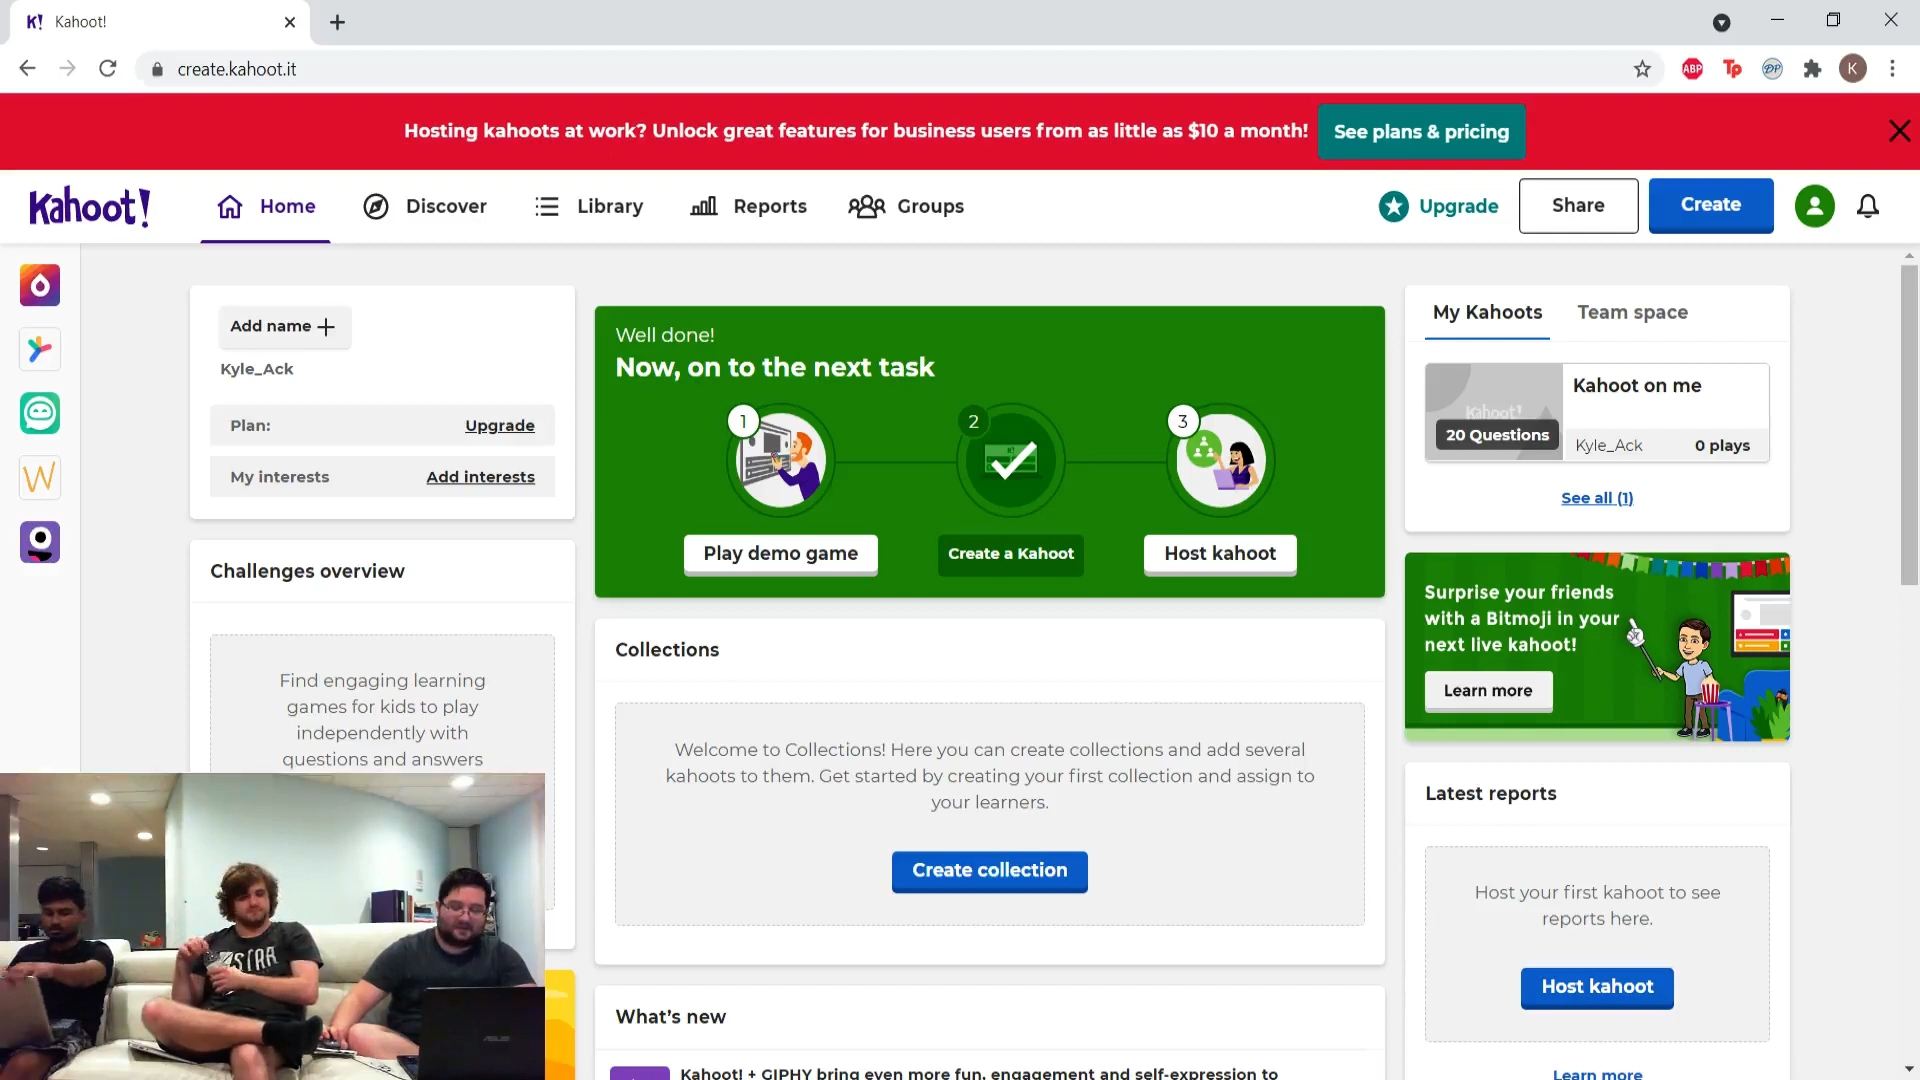 K! Kahoot!
create.kahoot.it
ABP
Tp
DP
K
Hosting kahoots at work? Unlock great features for business users from as little as $10 a month!
See plans & pricing
Kahoot!
Home
Discover
Library
Reports
Groups
Upgrade
Share
Create
W
Add name
Kyle_Ack
Plan:
Upgrade
My interests
Add interests
Challenges overview
Find engaging learning
games for kids to play
independently with
questions and answers
Well done!
Now, on to the next task
1
2
3
Play demo game
Create a Kahoot
Host kahoot
Collections
Welcome to Collections! Here you can create collections and add several
kahoots to them. Get started by creating your first collection and assign to
your learners.
Create collection
What's new
Kahoot! + GIPHY bring even more fun, engagement and self-expression to
My Kahoots
Team space
Kahoot!
20 Questions
Kahoot on me
Kyle_Ack
0 plays
See all (1)
Surprise your friends
with a Bitmoji in your
next live kahoot!
Learn more
Latest reports
Host your first kahoot to see
reports here.
Host kahoot
Learn more
STAR
ASUS